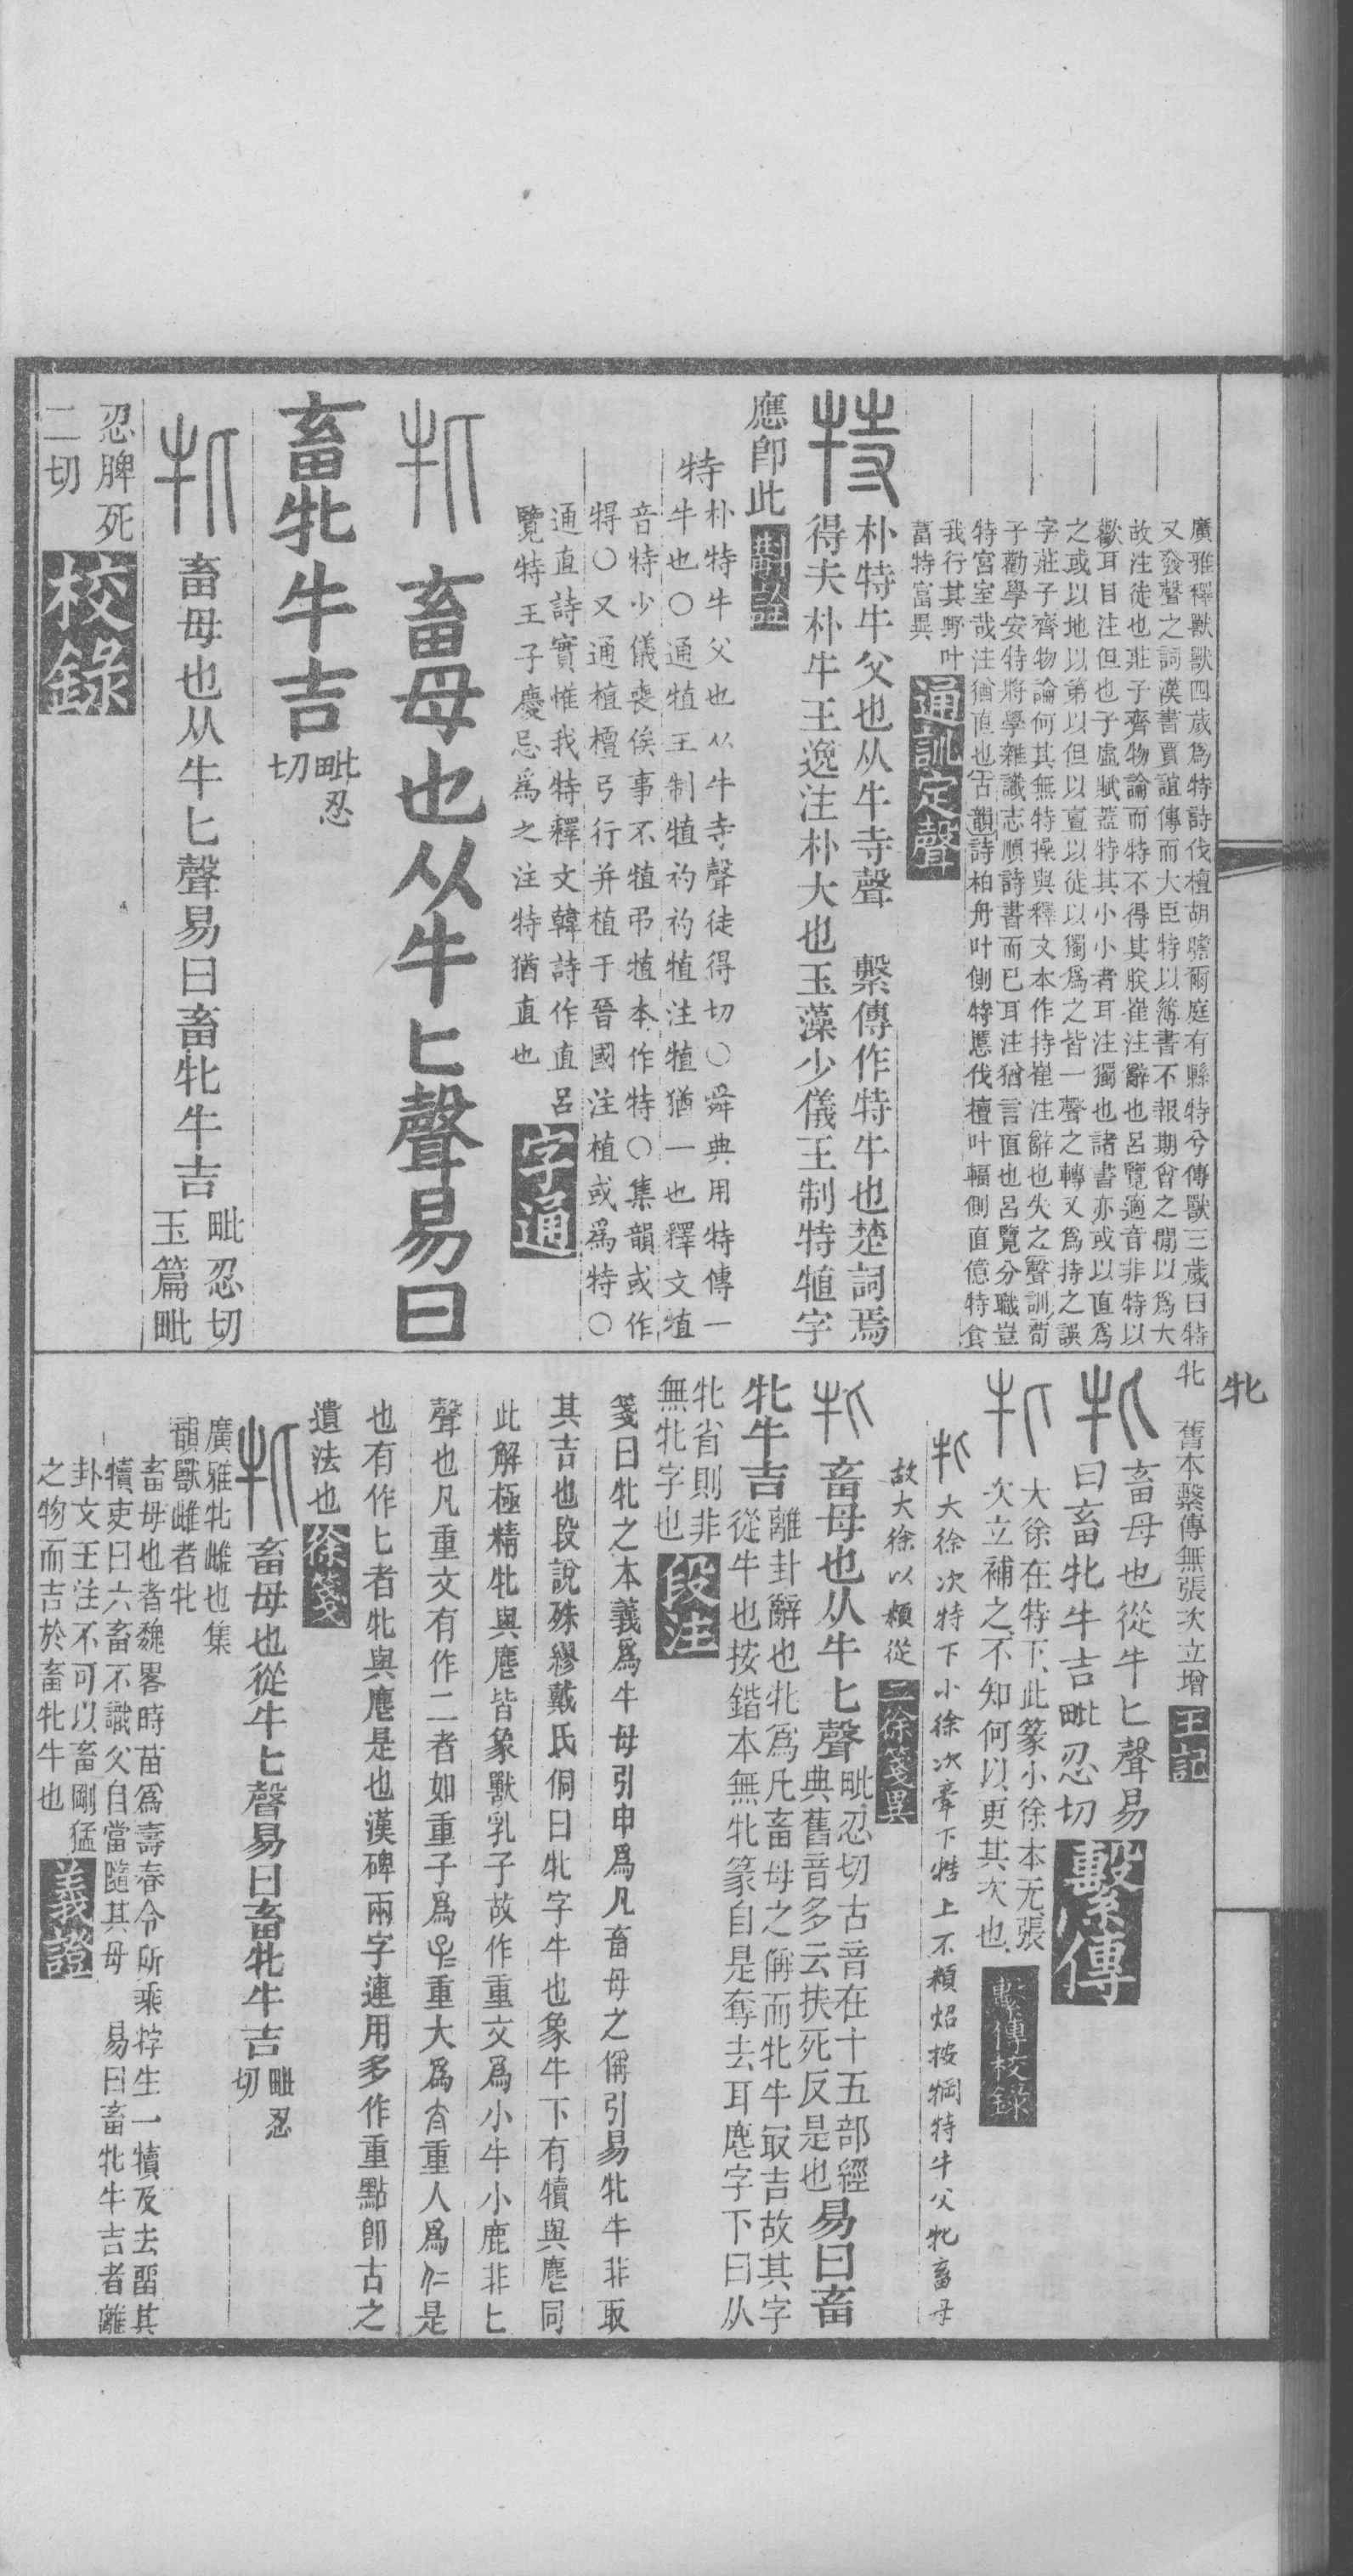 廣雅釋獸獸四歲爲特詩伐檀胡瞻爾庭有縣特兮傳獸三歲曰特
又發聲之詞漢書賈誼傳而大臣特以簿書不報期會之閒以爲大
故注徒也莊子齊物論而特不得其朕崔注辭也呂覽適音非特以
歡耳目注但也子虛賦蓋特其小小者耳注獨也諸書亦或以直爲
之或以地以第以但以亶以徒以獨爲之皆一聲之轉又爲持之誤
字莊子齊物論何其無特操與釋文本作持崔注辭也失之聲訓荀
子勸學安特將學雜識志順詩書而已耳注猶言直也呂覽分職豈
特宮室哉注猶直也古韻詩柏舟叶側特慝伐檀叶輻側直億特食
我行其野叶
菑特富異
通訓定聲
朴特牛父也从牛寺聲　繫傳作特牛也楚詞焉
得夫朴牛王逸注朴大也玉藻少儀王制特犆字
應卽此
斠詮
特
朴特牛父也从牛寺聲徒得切○舜典用特傳一
牛也○通犆王制犆礿礿犆注犆猶一也釋文犆
音特少儀喪俟事不犆弔犆本作特○集韻或作
㹀○又通植檀弓行并植于晉國注植或爲特○
通直詩實惟我特釋文韓詩作直呂
覽特王子慶忌爲之注特猶直也
字通
畜母也从牛匕聲易曰
畜牝牛吉
毗忍
切
畜母也从牛匕聲易曰畜牝牛吉
毗忍切
玉篇毗
忍脾死
二切
校錄
牝
牝
舊本繫傳無張次立增
王記
畜母也從牛匕聲易
曰畜牝牛吉毗忍切
繫傳
大徐在特下此篆小徐本无張
次立補之不知何以更其次也
繫傳校錄
大徐次特下小徐次牽下牿上不類炤按犅特牛父牝畜母
故大徐以類從
二徐箋異
畜母也从牛匕聲
毗忍切古音在十五部經
典舊音多云扶死反是也
易曰畜
牝牛吉
離卦辭也牝爲凡畜母之偁而牝牛㝡吉故其字
從牛也按鍇本無牝篆自是奪去耳麀字下曰从
牝省則非
無牝字也
段注
箋曰牝之本義爲牛母引申爲凡畜母之偁引易牝牛非取
其吉也段說殊繆戴氏侗曰牝字牛也象牛下有犢與麀同
此解極精牝與麀皆象獸乳子故作重文爲小牛小鹿非匕
聲也凡重文有作二者如重子爲重大爲重人爲仁是
也有作匕者牝與麀是也漢碑兩字連用多作重點卽古之
遺法也
徐箋
畜母也從牛匕聲易曰畜牝牛吉
毗忍
切
廣雅牝雌也集
韻獸雌者牝
畜母也者魏畧時苗爲壽春令所乘牸生一犢及去畱其
犢吏曰六畜不識父自當隨其母　易曰畜牝牛吉者離
卦文王注不可以畜剛猛
之物而吉於畜牝牛也
義證